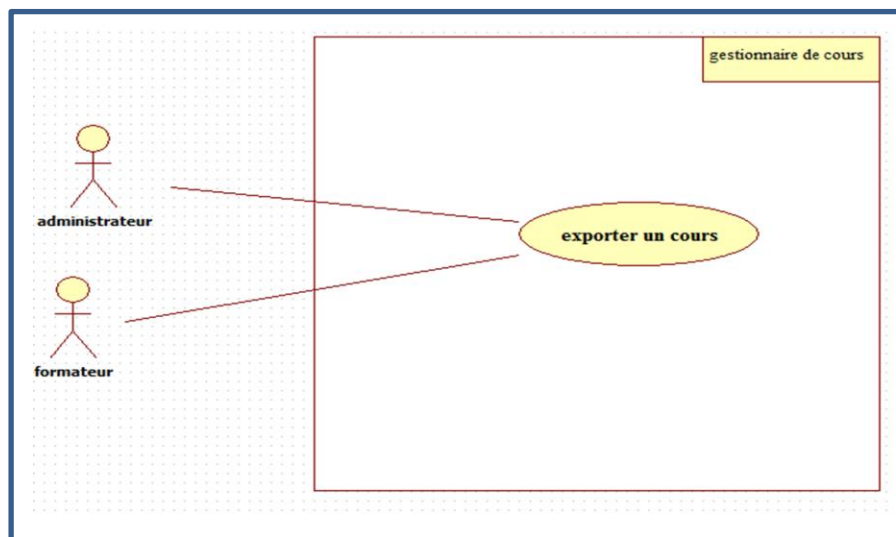 gestionnaire de cours
administrateur
exporter un cours
formateur